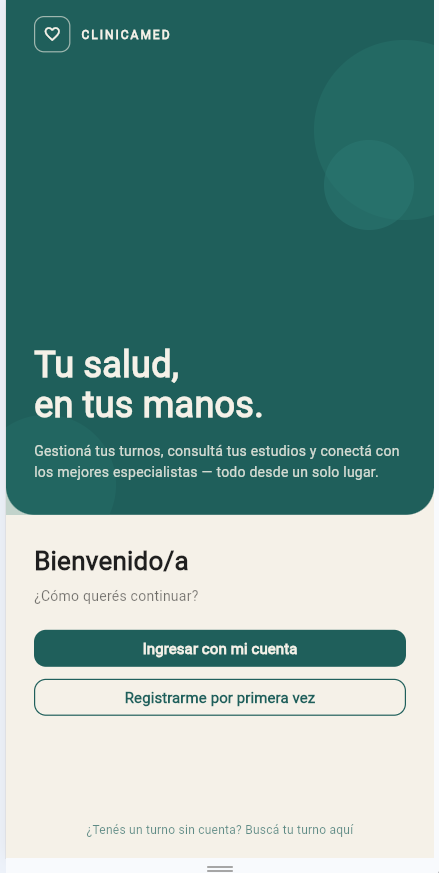 CLINICAMED
Tu salud,
en tus manos.
Gestioná tus turnos, consultá tus estudios y conectá con
los mejores especialistas — todo desde un solo lugar.
Bienvenido/a
¿Cómo querés continuar?
Ingresar con mi cuenta
Registrarme por primera vez
¿Tenés un turno sin cuenta? Buscá tu turno aquí